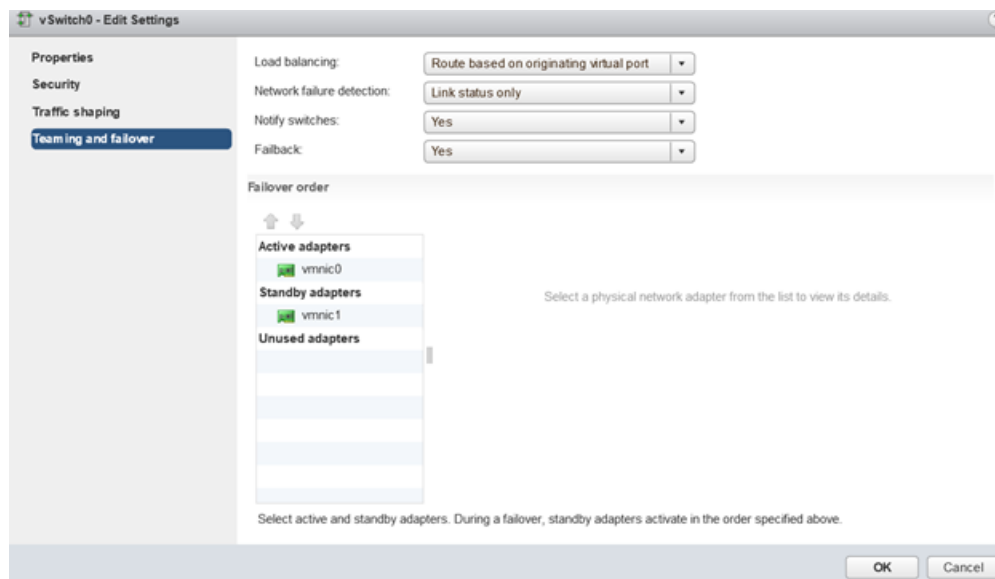 vSwitch0 - Edit Settings
Properties
Security
Traffic shaping
Teaming and failover
Load balancing: Route based on originating virtual port
Network failure detection: Link status only
Notify switches: Yes
Failback: Yes
Failover order
Active adapters
vmnic0
Standby adapters
vmnic1
Unused adapters
Select a physical network adapter from the list to view its details.
Select active and standby adapters. During a failover, standby adapters activate in the order specified above.
OK Cancel